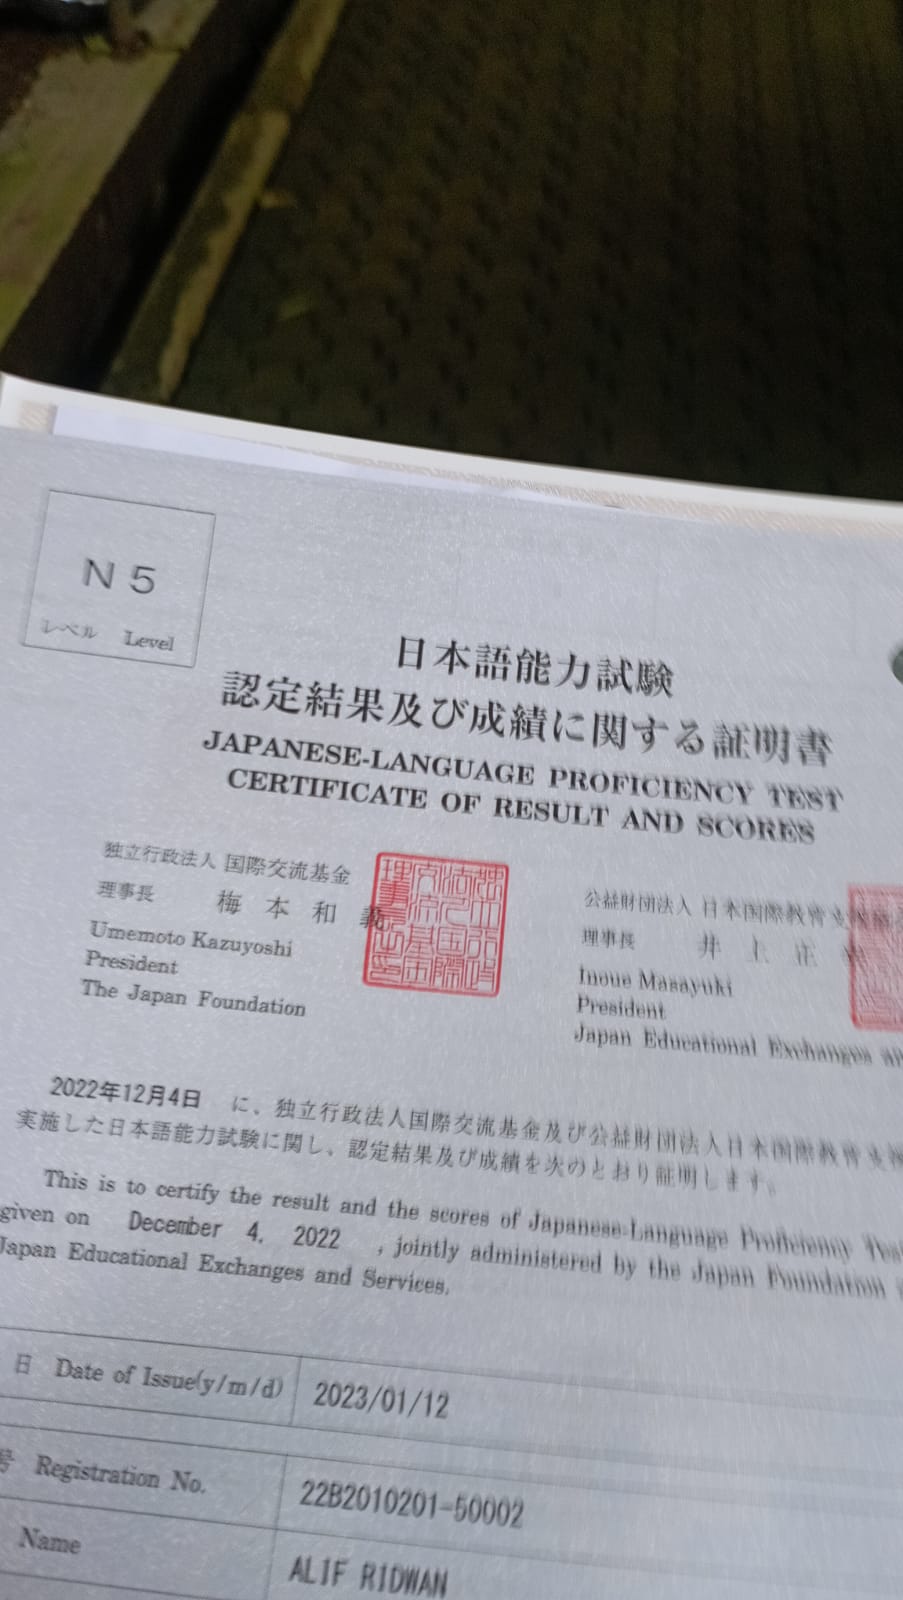 N5
レベル Level
日本語能力試験
認定結果及び成績に関する証明書
JAPANESE-LANGUAGE PROFICIENCY TEST
CERTIFICATE OF RESULT AND SCORES
独立行政法人 国際交流基金
理事長 梅本和義
Umemoto Kazuyoshi
President
The Japan Foundation
公益財団法人 日本国際教育支
理事長 井上正
Inoue Masayuki
President
Japan Educational Exchanges an
2022年12月4日 に、独立行政法人国際交流基金及び公益財団法人日本国際教育支援
実施した日本語能力試験に関し、認定結果及び成績を次のとおり証明します。
This is to certify the result and the scores of Japanese-Language Proficiency Tes
given on December 4, 2022 , jointly administered by the Japan Foundation
Japan Educational Exchanges and Services.
日 Date of Issue(y/m/d) 2023/01/12
号 Registration No. 22B2010201-50002
Name ALIF RIDWAN